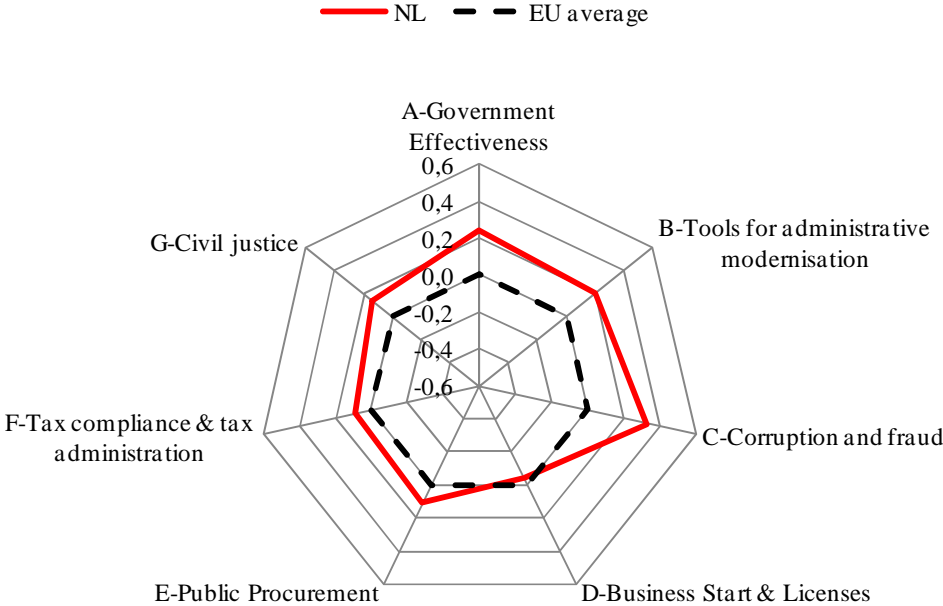 NL
EU average
A-Government
Effectiveness
0,6
0,4
0,2
0,0
-0,2
-0,4
-0,6
B-Tools for administrative
modernisation
C-Corruption and fraud
D-Business Start & Licenses
E-Public Procurement
F-Tax compliance & tax
administration
G-Civil justice